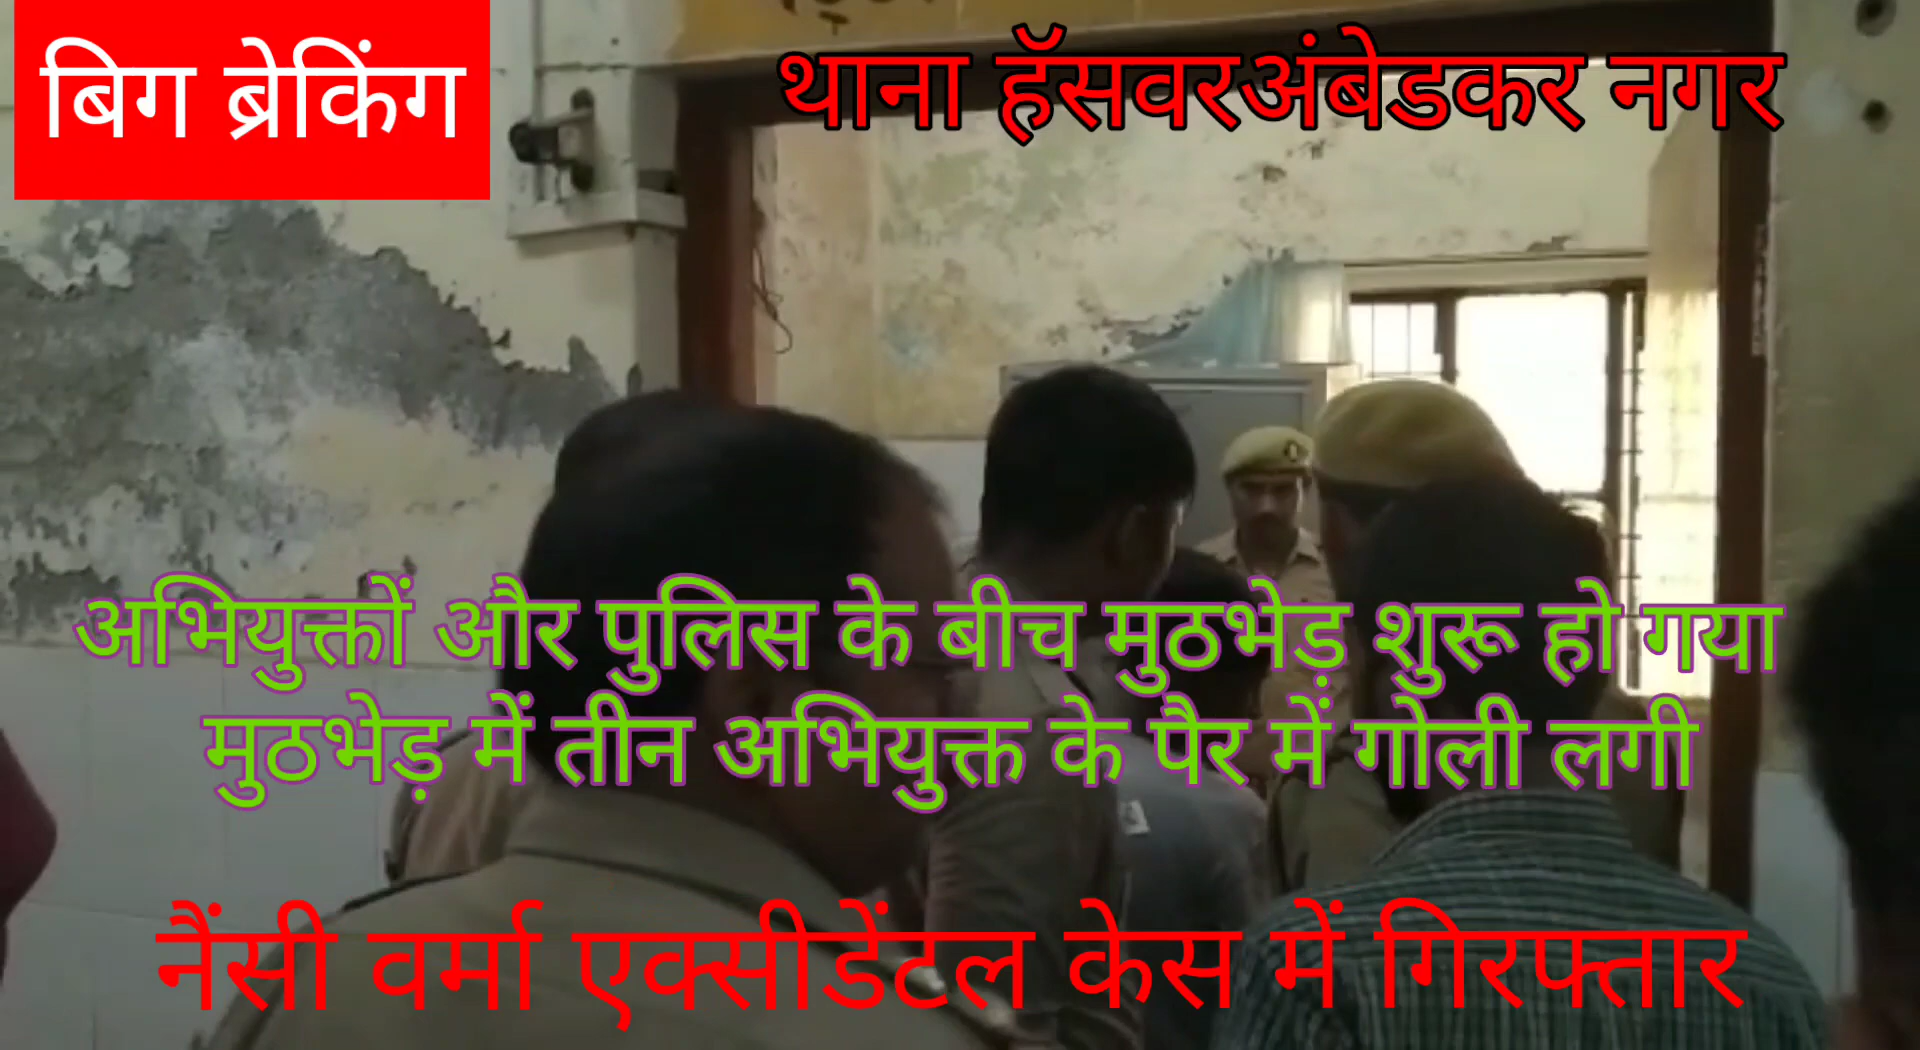 बिग ब्रेकिंग
थाना हॅसवरअंबेडकर नगर
अभियुक्तों और पुलिस के बीच मुठभेड़ शुरू हो गया
मुठभेड़ में तीन अभियुक्त के पैर में गोली लगी
नैंसी वर्मा एक्सीडेंटल केस में गिरफ्तार